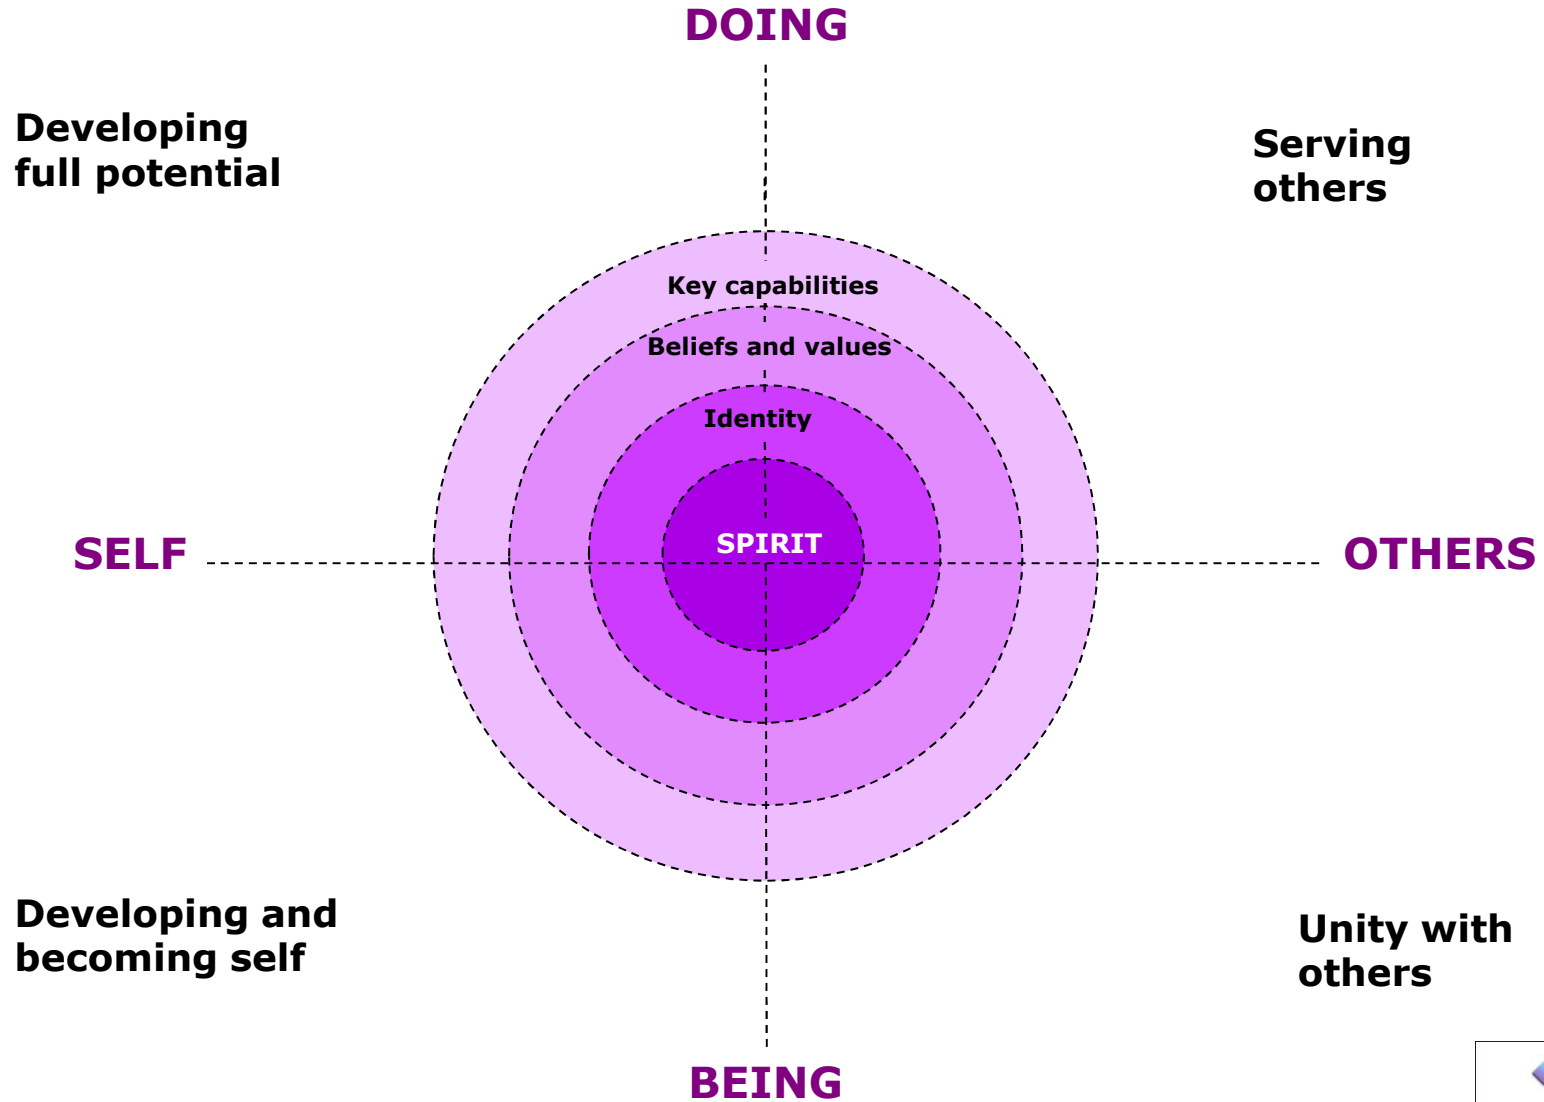 DOING
Developing
full potential
Serving
others
Key capabilities
Beliefs and values
Identity
SPIRIT
SELF
OTHERS
Developing and
becoming self
Unity with
others
BEING